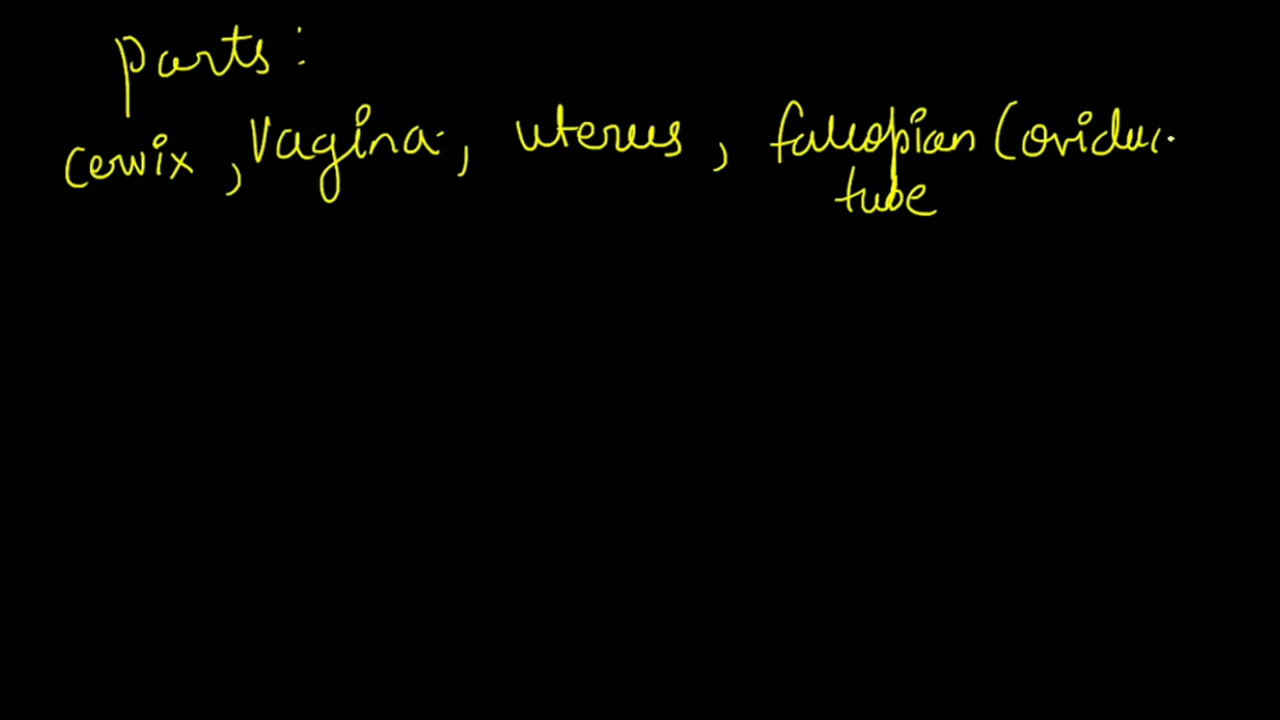 parts:
cervix, vagina, uterus, fallopian (oviduc
tube